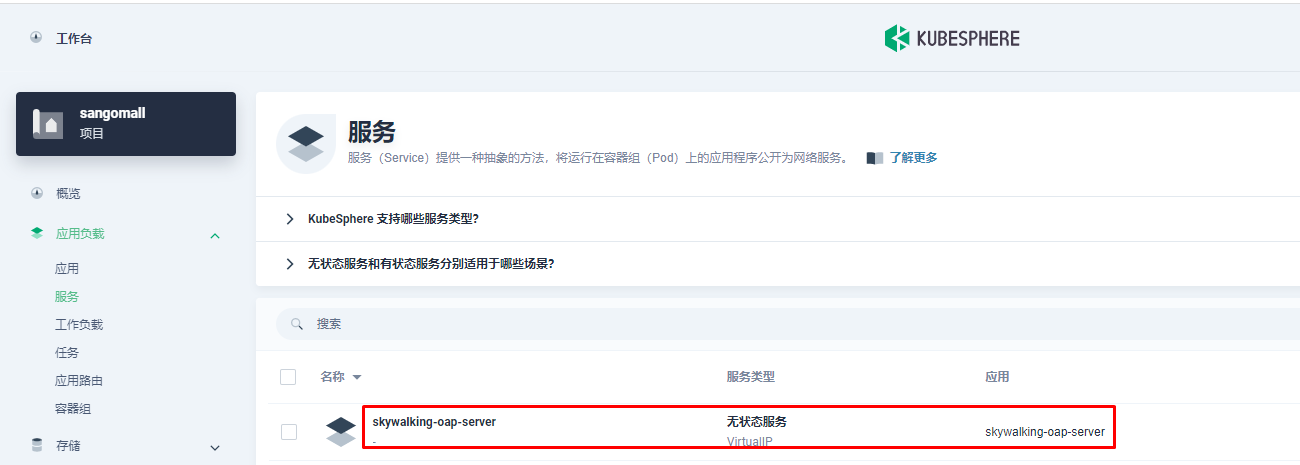 工作台
KUBESPHERE
sangomall
项目
服务
服务（Service）提供一种抽象的方法，将运行在容器组（Pod）上的应用程序公开为网络服务。 了解更多
概览
KubeSphere 支持哪些服务类型？
应用负载
无状态服务和有状态服务分别适用于哪些场景？
应用
服务
工作负载
任务
应用路由
容器组
存储
搜索
名称 服务类型 应用
skywalking-oap-server 无状态服务 skywalking-oap-server
- VirtualIP